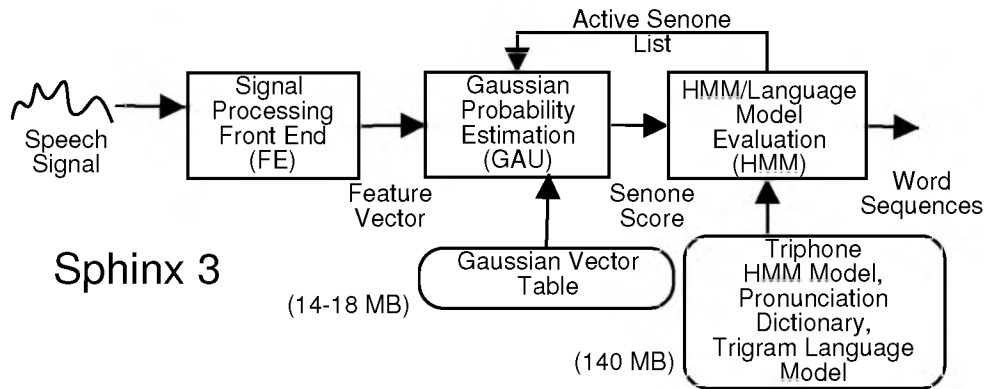 Active Senone
List
Speech
Signal
Signal
Processing
Front End
(FE)
Feature
Vector
Gaussian
Probability
Estimation
(GAU)
Senone
Score
HMM/Language
Model
Evaluation
(HMM)
Word
Sequences
Sphinx 3
Gaussian Vector
Table
(14-18 MB)
Triphone
HMM Model,
Pronunciation
Dictionary,
Trigram Language
Model
(140 MB)